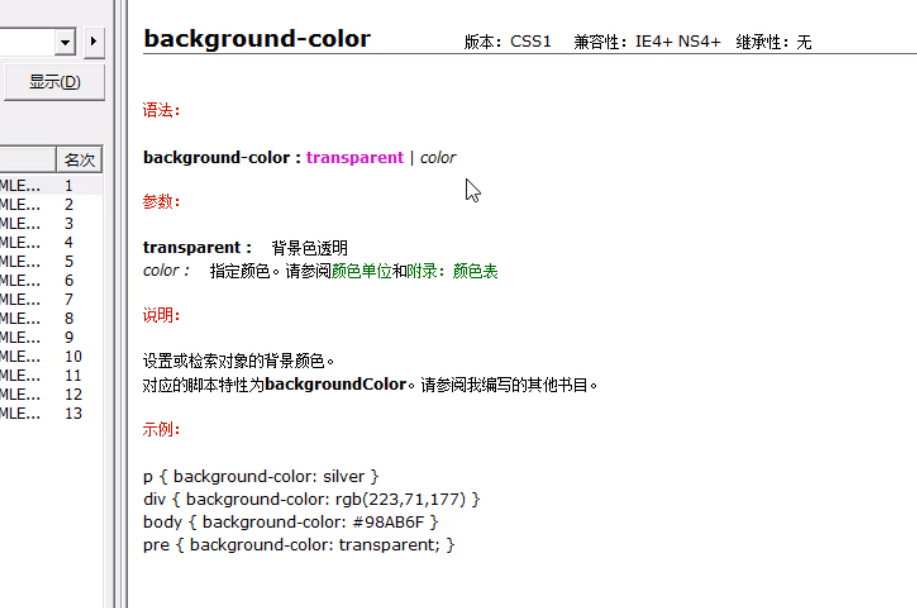 background-color 版本：CSS1 兼容性：IE4+ NS4+ 继承性：无
显示(D)
语法：
background-color : transparent | color
名次
参数：
MLE... 1
MLE... 2
MLE... 3
MLE... 4
MLE... 5
MLE... 6
MLE... 7
MLE... 8
MLE... 9
MLE... 10
MLE... 11
MLE... 12
MLE... 13
transparent : 背景色透明
color : 指定颜色。请参阅颜色单位和附录：颜色表
说明：
设置或检索对象的背景颜色。
对应的脚本特性为backgroundColor。请参阅我编写的其他书目。
示例：
p { background-color: silver }
div { background-color: rgb(223,71,177) }
body { background-color: #98AB6F }
pre { background-color: transparent; }